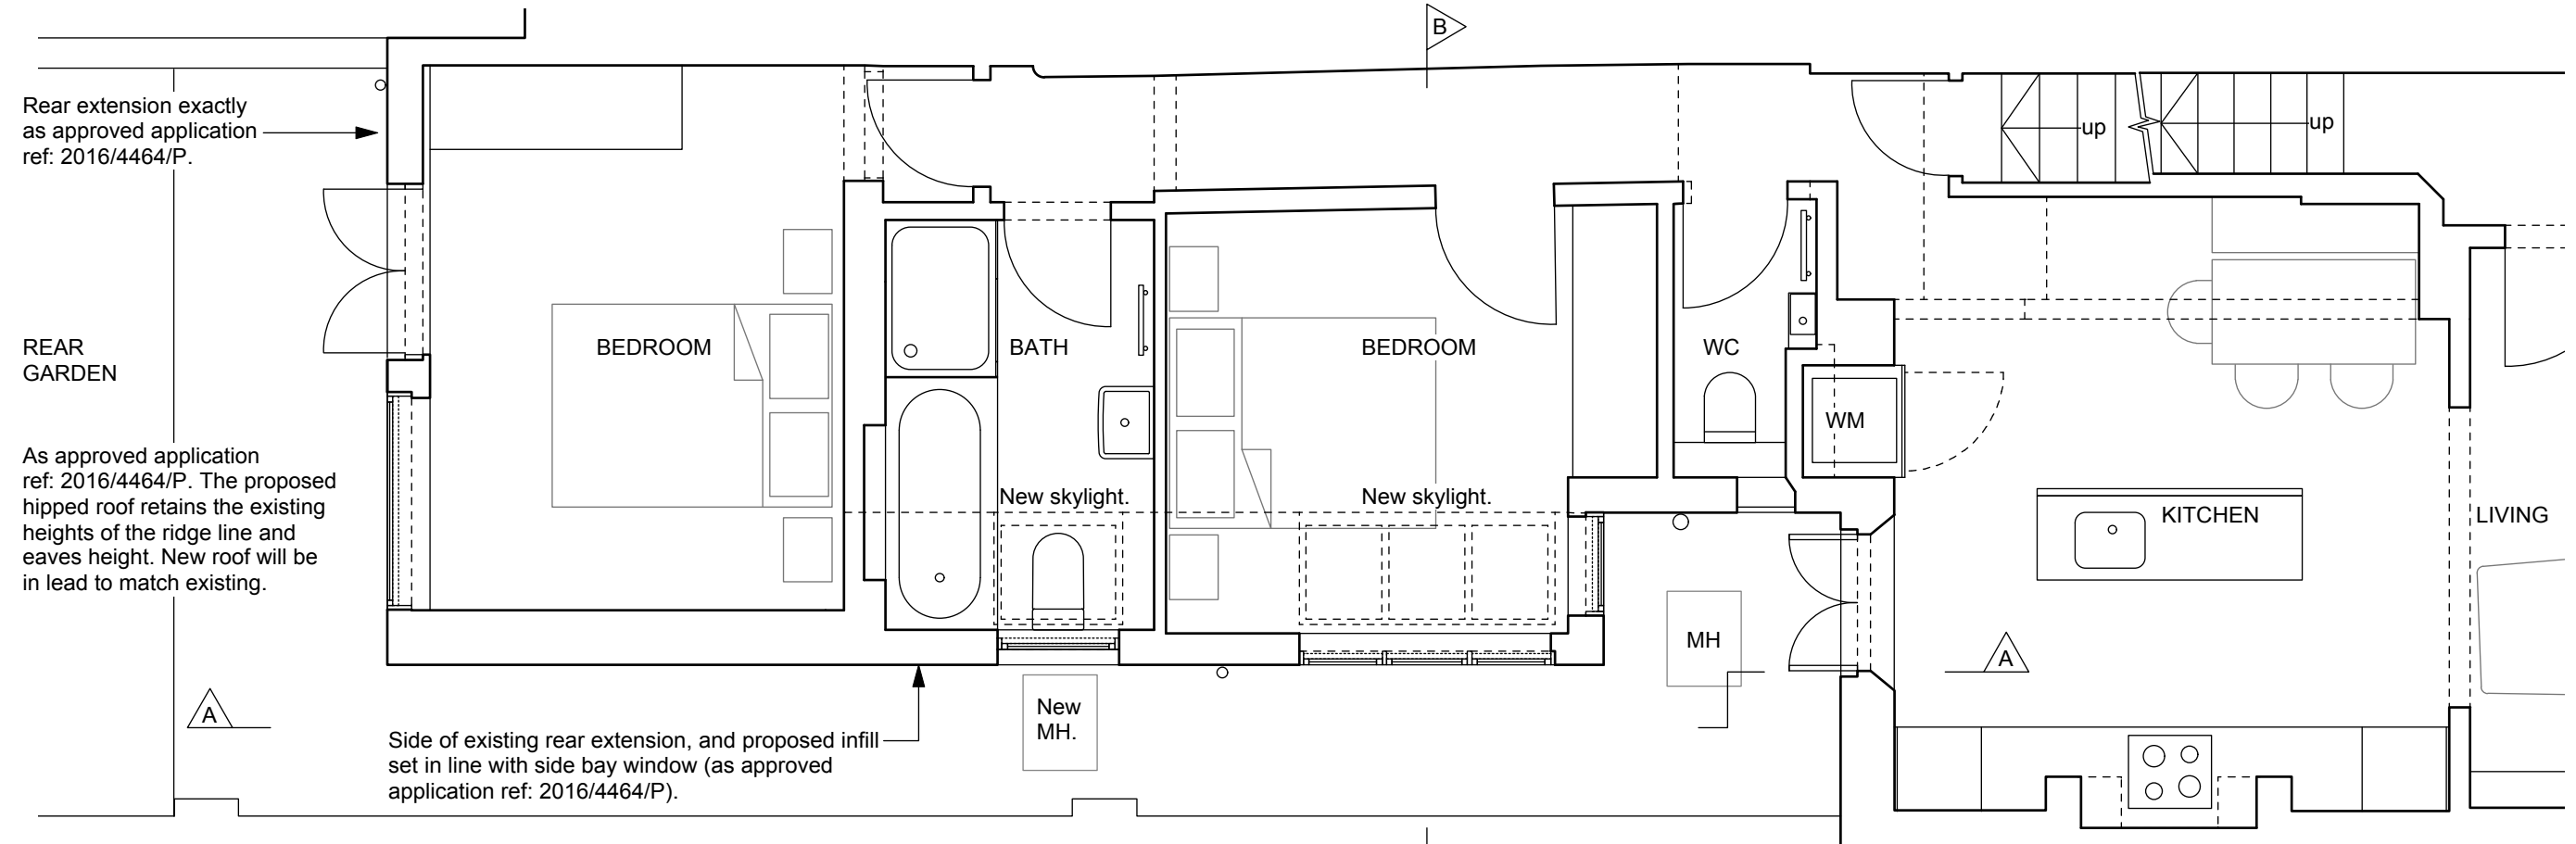 B
Rear extension exactly
as approved application
ref: 2016/4464/P.
up
up
REAR
GARDEN
BEDROOM
BATH
BEDROOM
WC
WM
As approved application
ref: 2016/4464/P. The proposed
hipped roof retains the existing
heights of the ridge line and
eaves height. New roof will be
in lead to match existing.
New skylight.
New skylight.
KITCHEN
LIVING
MH
A
A
New
MH.
Side of existing rear extension, and proposed infill
set in line with side bay window (as approved
application ref: 2016/4464/P).